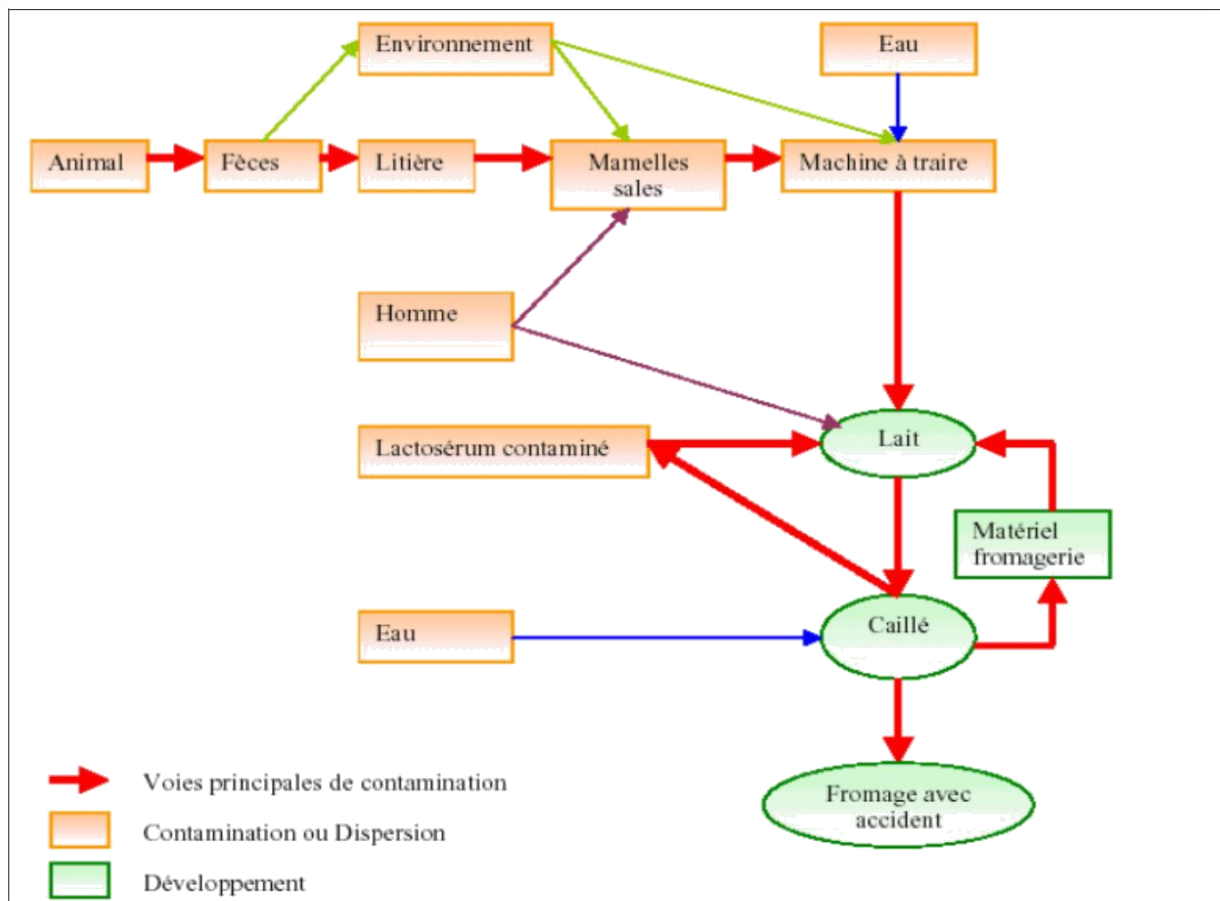 Environnement
Eau
Animal
Fèces
Litière
Mamelles
sales
Machine à traire
Homme
Lait
Lactosérum contaminé
Matériel
fromagerie
Eau
Caillé
Fromage avec
accident
Voies principales de contamination
Contamination ou Dispersion
Développement